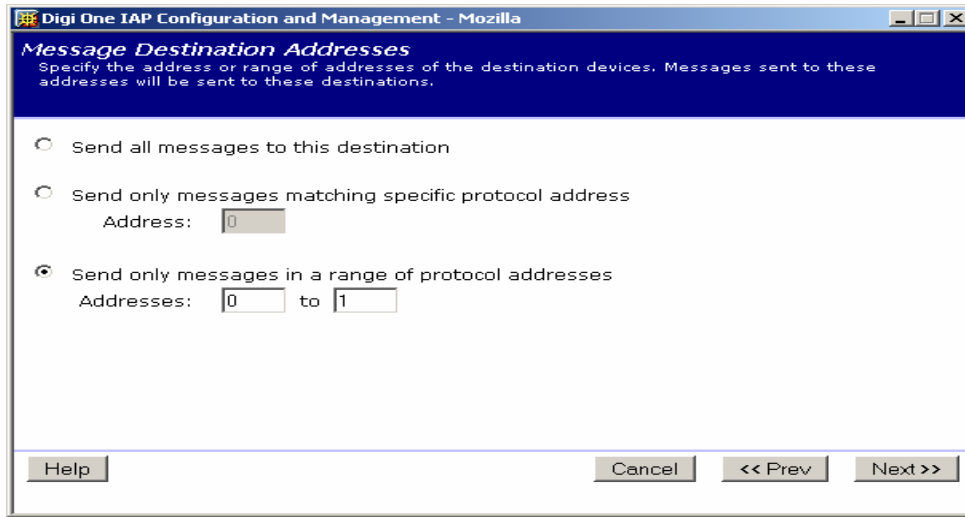 Digi One IAP Configuration and Management - Mozilla
Message Destination Addresses
Specify the address or range of addresses of the destination devices. Messages sent to these
addresses will be sent to these destinations.
Send all messages to this destination
Send only messages matching specific protocol address
Address: 0
Send only messages in a range of protocol addresses
Addresses: 0 to 1
Help Cancel << Prev Next >>